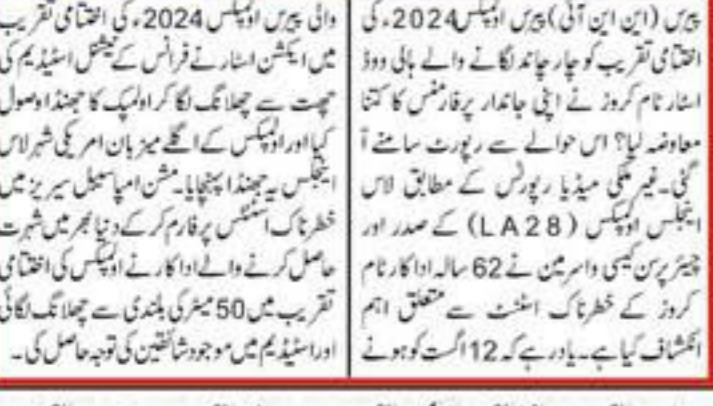 پیرس (این این آئی) پیرس اولمپکس 2024ء کی
اختتامی تقریب کو چار چاند لگانے والے ہالی ووڈ
اسٹار ٹام کروز نے اپنی جاندار پرفارمنس کا کتنا
معاوضہ لیا؟ اس حوالے سے رپورٹ سامنے آ
گئی۔ غیر ملکی میڈیا رپورٹس کے مطابق لاس
اینجلس اولمپکس (LA28) کے صدر اور
چیئر پرسن کیسی واسرمین نے 62 سالہ اداکار ٹام
کروز کے خطرناک اسٹنٹ سے متعلق اہم
انکشاف کیا ہے۔ یاد رہے کہ 12 اگست کو ہونے
والی پیرس اولمپکس 2024ء کی اختتامی تقریب
میں ایکشن اسٹار نے فرانس کے نیشنل اسٹیڈیم کی
چھت سے چھلانگ لگا کر اولمپک کا جھنڈا وصول
کیا اور اولمپکس کے اگلے میزبان امریکی شہر لاس
اینجلس یہ جھنڈا پہنچایا۔ مشن امپاسیبل سیریز میں
خطرناک اسٹنٹس پرفارم کر کے دنیا بھر میں شہرت
حاصل کرنے والے اداکار نے اولمپکس کی اختتامی
تقریب میں 50 میٹر کی بلندی سے چھلانگ لگائی
اور اسٹیڈیم میں موجود شائقین کی توجہ حاصل کی۔